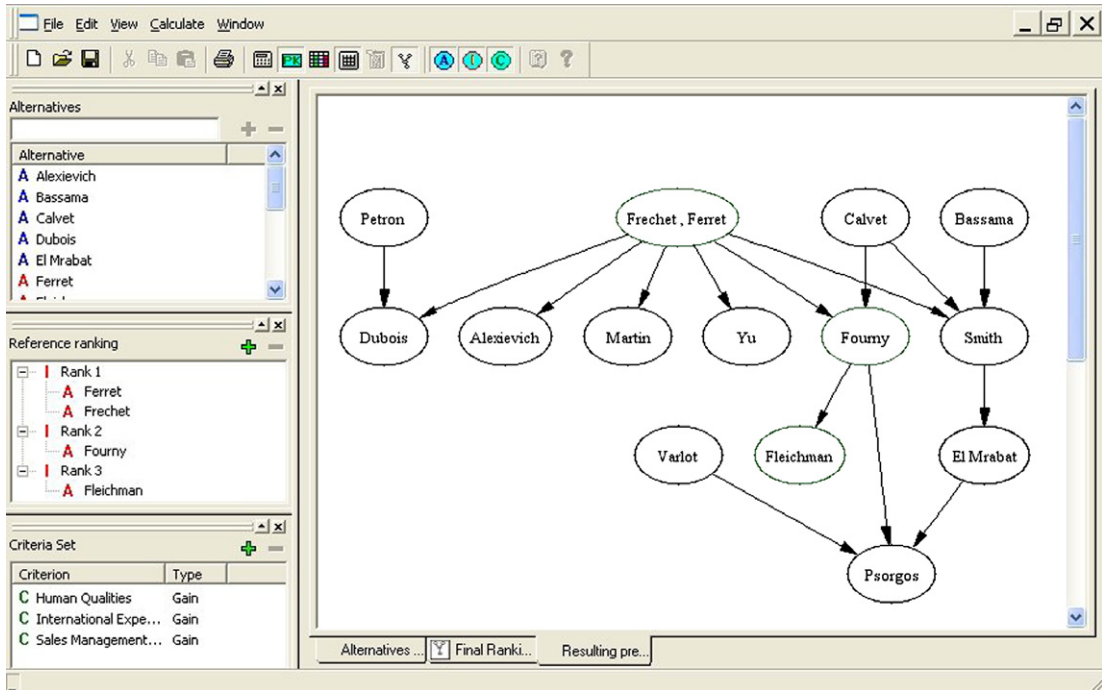 File Edit View Calculate Window
PK A I C ?
Alternatives
Alternative
A Alexievich
A Bassama
A Calvet
A Dubois
A El Mrabat
A Ferret
Reference ranking
I Rank 1
A Ferret
A Frechet
I Rank 2
A Fourny
I Rank 3
A Fleichman
Criteria Set
Criterion Type
C Human Qualities Gain
C International Expe... Gain
C Sales Management... Gain
Petron Frechet , Ferret Calvet Bassama
Dubois Alexievich Martin Yu Fourny Smith
Varlot Fleichman El Mrabat
Psorgos
Alternatives ... Final Ranki... Resulting pre...